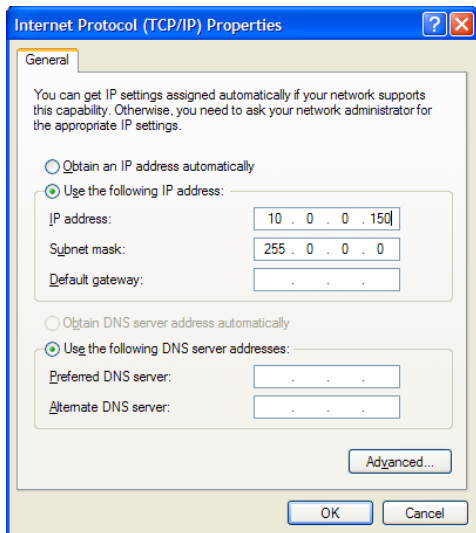 Internet Protocol (TCP/IP) Properties
General
You can get IP settings assigned automatically if your network supports
this capability. Otherwise, you need to ask your network administrator for
the appropriate IP settings.
Obtain an IP address automatically
Use the following IP address:
IP address: 10 . 0 . 0 . 150
Subnet mask: 255 . 0 . 0 . 0
Default gateway: . . .
Obtain DNS server address automatically
Use the following DNS server addresses:
Preferred DNS server: . . .
Alternate DNS server: . . .
Advanced...
OK Cancel